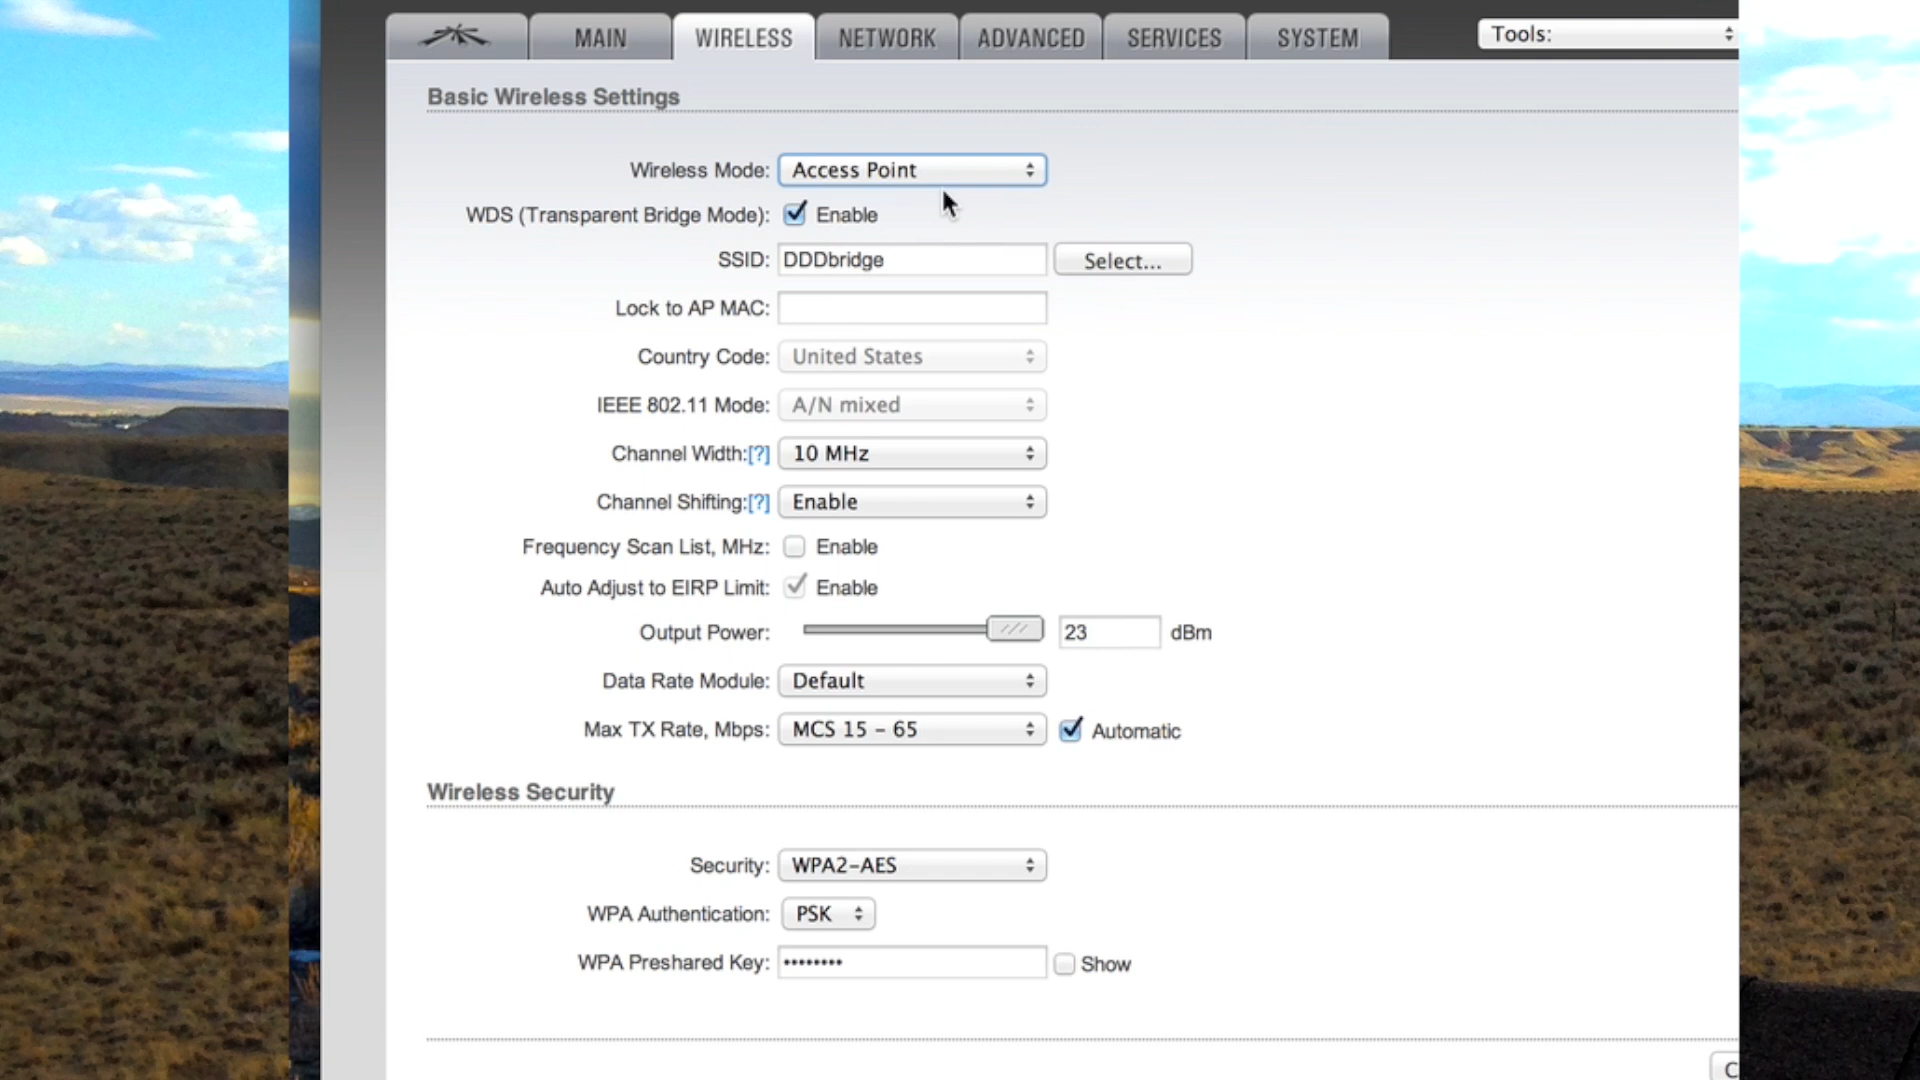 MAIN WIRELESS NETWORK ADVANCED SERVICES SYSTEM Tools:
Basic Wireless Settings
Wireless Mode: Access Point
WDS (Transparent Bridge Mode): Enable
SSID: DDDbridge Select...
Lock to AP MAC:
Country Code: United States
IEEE 802.11 Mode: A/N mixed
Channel Width:[?] 10 MHz
Channel Shifting:[?] Enable
Frequency Scan List, MHz: Enable
Auto Adjust to EIRP Limit: Enable
Output Power: 23 dBm
Data Rate Module: Default
Max TX Rate, Mbps: MCS 15 - 65 Automatic
Wireless Security
Security: WPA2-AES
WPA Authentication: PSK
WPA Preshared Key: •••••••• Show